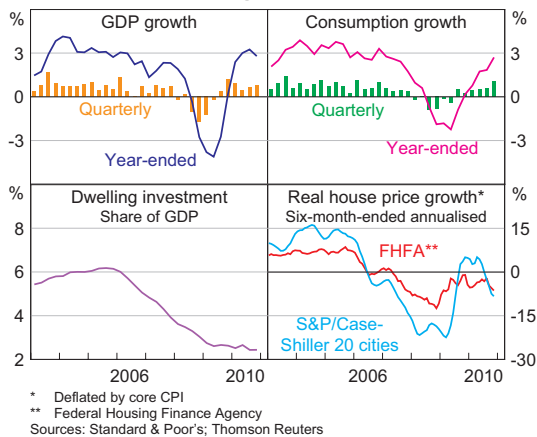 % GDP growth Consumption growth %
3 3
0 0
Quarterly Quarterly
-3 -3
Year-ended Year-ended
% Dwelling investment Real house price growth* %
Share of GDP Six-month-ended annualised
8 15
FHFA**
6 0
4 -15
S&P/Case-
Shiller 20 cities
2 -30
2006 2010 2006 2010
* Deflated by core CPI
** Federal Housing Finance Agency
Sources: Standard & Poor's; Thomson Reuters